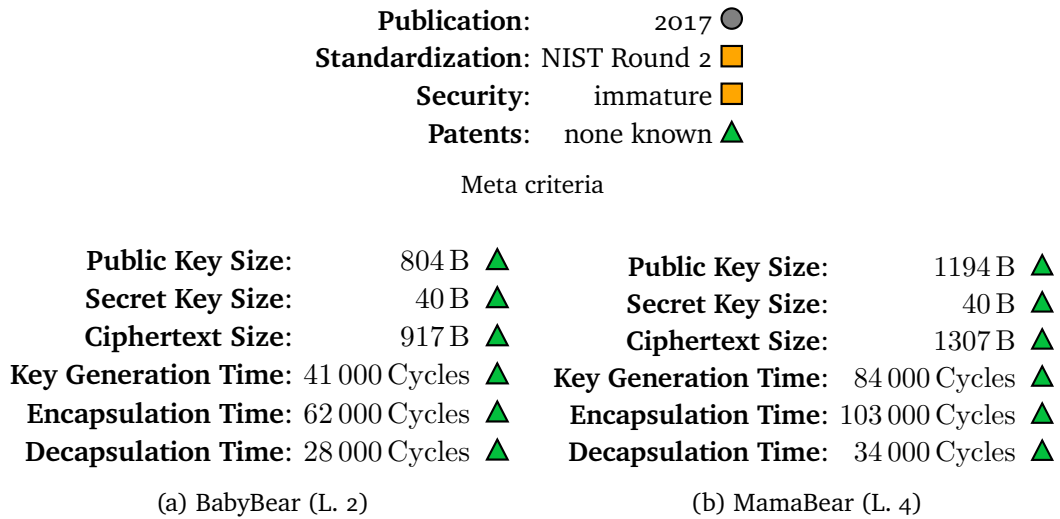 Publication: 2017
Standardization: NIST Round 2
Security: immature
Patents: none known
Meta criteria
Public Key Size: 804 B
Secret Key Size: 40 B
Ciphertext Size: 917 B
Key Generation Time: 41 000 Cycles
Encapsulation Time: 62 000 Cycles
Decapsulation Time: 28 000 Cycles
(a) BabyBear (L. 2)
Public Key Size: 1194 B
Secret Key Size: 40 B
Ciphertext Size: 1307 B
Key Generation Time: 84 000 Cycles
Encapsulation Time: 103 000 Cycles
Decapsulation Time: 34 000 Cycles
(b) MamaBear (L. 4)